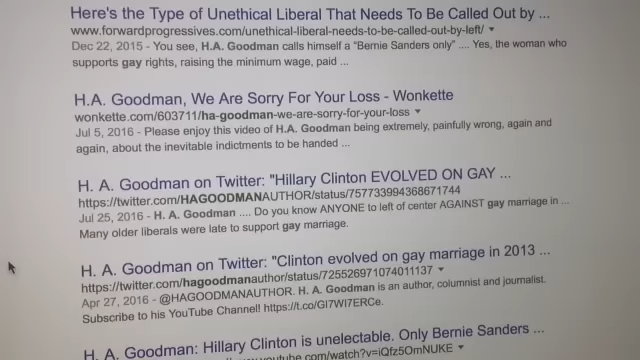 Here's the Type of Unethical Liberal That Needs To Be Called Out by ...
www.forwardprogressives.com/unethical-liberal-needs-to-be-called-out-by-left/
Dec 22, 2015 - You see, H.A. Goodman calls himself a "Bernie Sanders only" .... Yes, the woman who
supports gay rights, raising the minimum wage, paid ...
H.A. Goodman, We Are Sorry For Your Loss - Wonkette
wonkette.com/603711/ha-goodman-we-are-sorry-for-your-loss
Jul 5, 2016 - Please enjoy this video of H.A. Goodman being extremely, painfully wrong, again and
again, about the inevitable indictments to be handed ...
H. A. Goodman on Twitter: "Hillary Clinton EVOLVED ON GAY ...
https://twitter.com/HAGOODMANAUTHOR/status/757733994368671744
Jul 25, 2016 - H. A. Goodman .... Do you know ANYONE to left of center AGAINST gay marriage in ...
Many older liberals were late to support gay marriage.
H. A. Goodman on Twitter: "Clinton evolved on gay marriage in 2013 ...
https://twitter.com/hagoodmanauthor/status/725526971074011137
Apr 27, 2016 - @HAGOODMANAUTHOR. H. A. Goodman is an author, columnist and journalist.
Subscribe to his YouTube Channel! https://t.co/GI7WI7ERCe.
H. A. Goodman: Hillary Clinton is unelectable. Only Bernie Sanders ...
www.youtube.com/watch?v=iQfz5OmNUKE